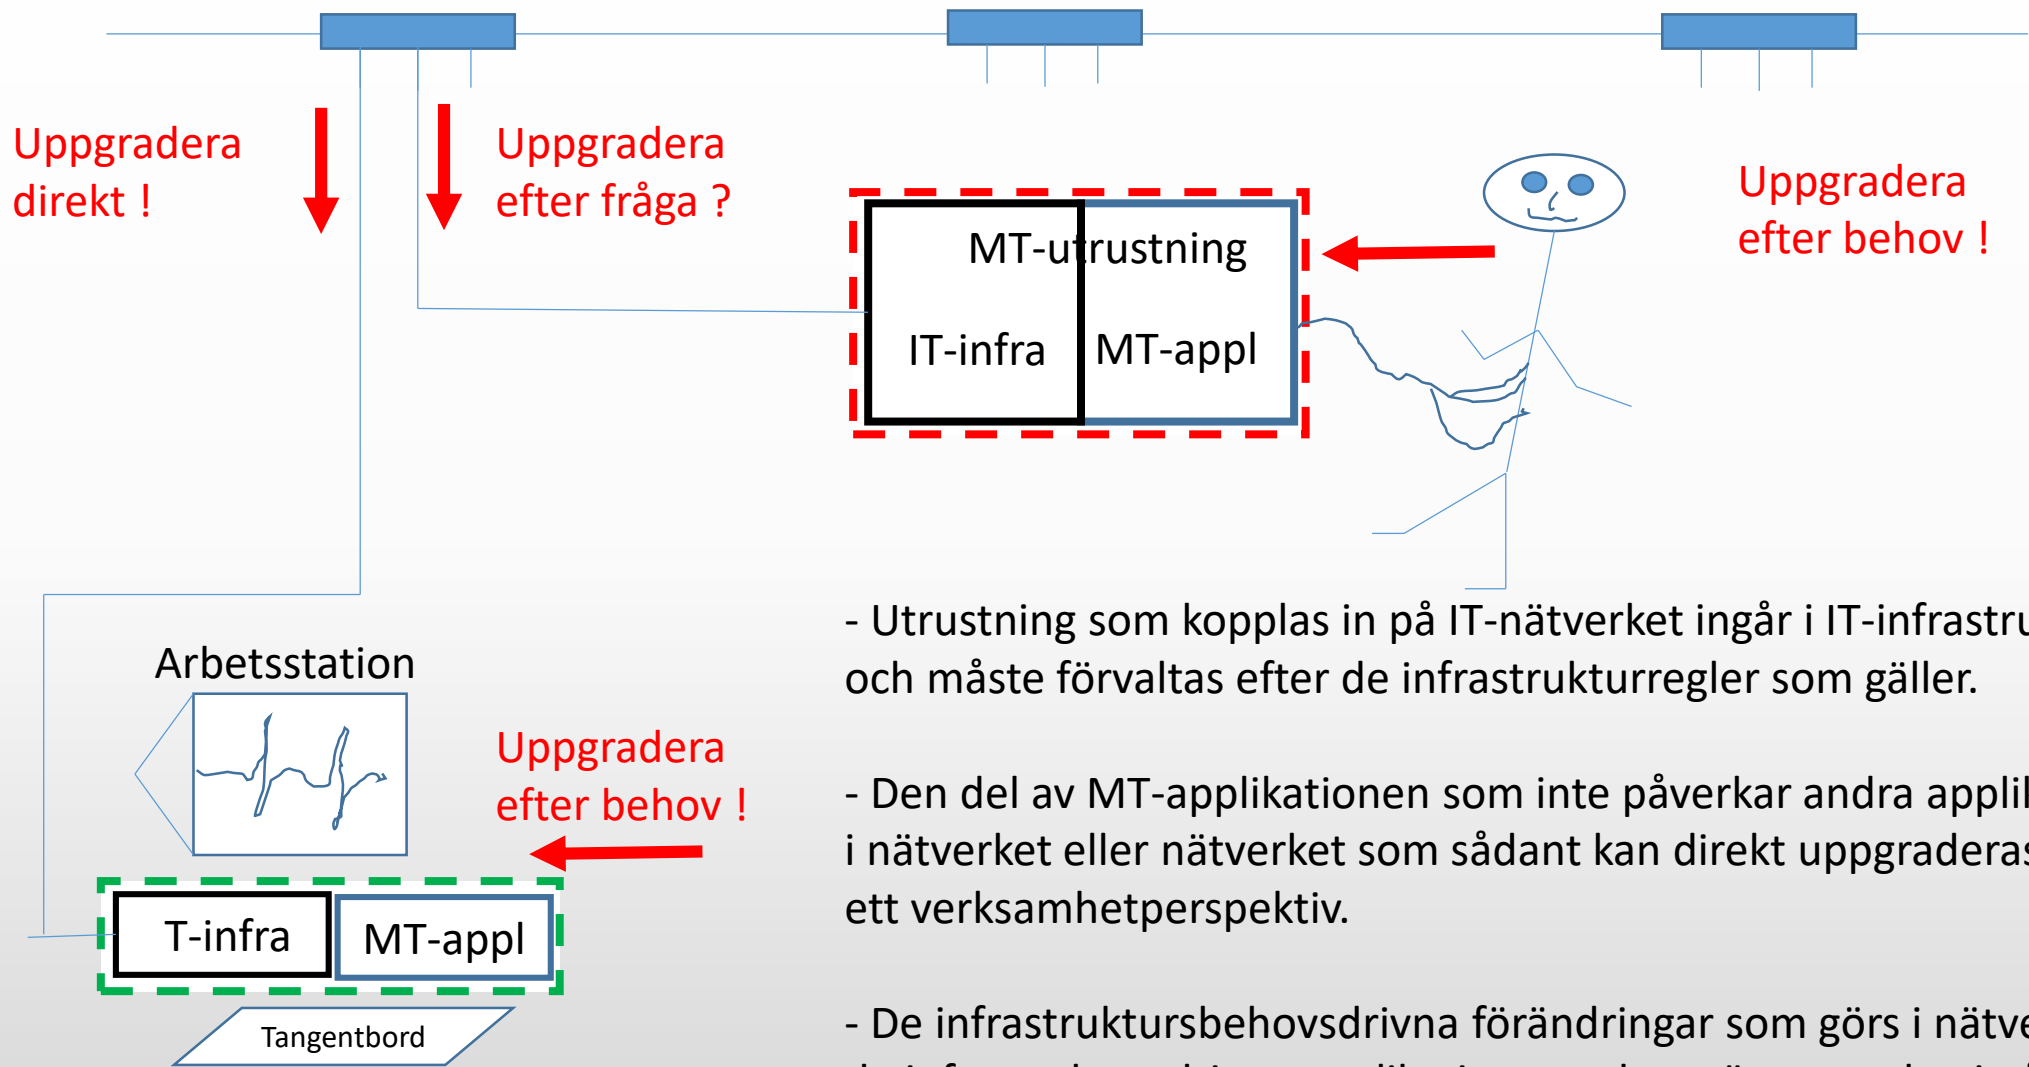 Uppgradera
direkt !
Uppgradera
efter fråga ?
Uppgradera
efter behov !
MT-utrustning
IT-infra
MT-appl
Arbetsstation
Uppgradera
efter behov !
T-infra
MT-appl
Tangentbord
- Utrustning som kopplas in på IT-nätverket ingår i IT-infrastru
och måste förvaltas efter de infrastrukturregler som gäller.
- Den del av MT-applikationen som inte påverkar andra applik
i nätverket eller nätverket som sådant kan direkt uppgraderas
ett verksamhetperspektiv.
- De infrastruktursbehovsdrivna förändringar som görs i nätve